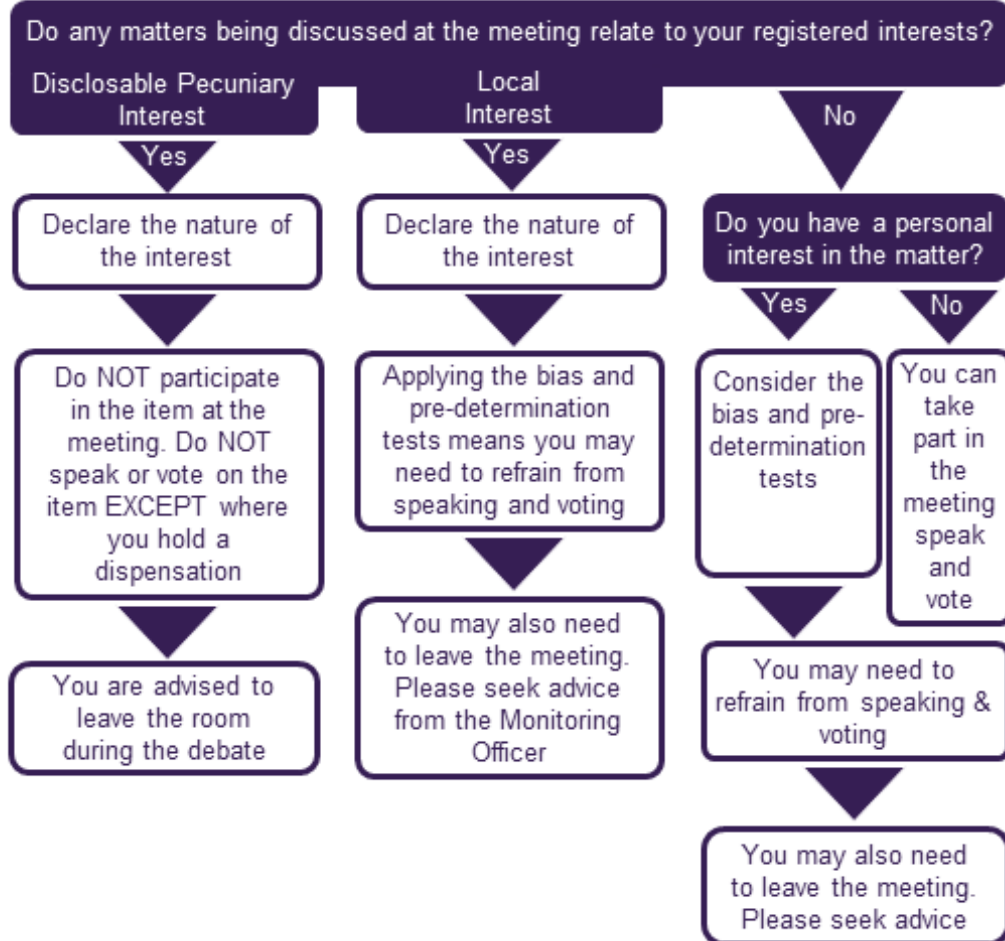 Do any matters being discussed at the meeting relate to your registered interests?
Disclosable Pecuniary
Interest
Yes
Declare the nature of
the interest
Do NOT participate
in the item at the
meeting. Do NOT
speak or vote on the
item EXCEPT where
you hold a
dispensation
You are advised to
leave the room
during the debate
Local
Interest
Yes
Declare the nature of
the interest
Applying the bias and
pre-determination
tests means you may
need to refrain from
speaking and voting
You may also need
to leave the meeting.
Please seek advice
from the Monitoring
Officer
No
Do you have a personal
interest in the matter?
Yes
Consider the
bias and pre-
determination
tests
You may need to
refrain from speaking &
voting
You may also need
to leave the meeting.
Please seek advice
No
You can
take
part in
the
meeting
speak
and
vote